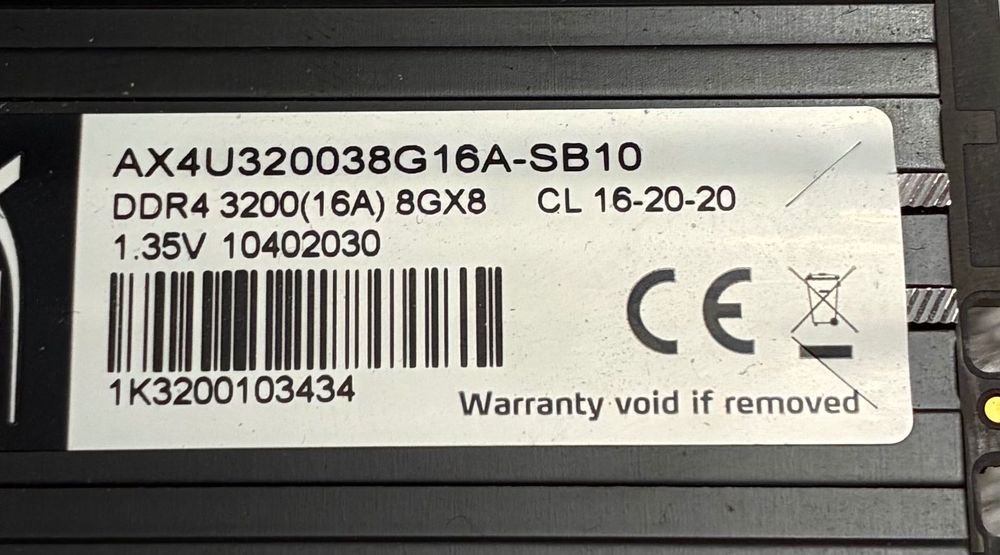 AX4U320038G16A-SB10
DDR4 3200(16A) 8GX8 CL 16-20-20
1.35V 10402030
1K3200103434
CE
Warranty void if removed